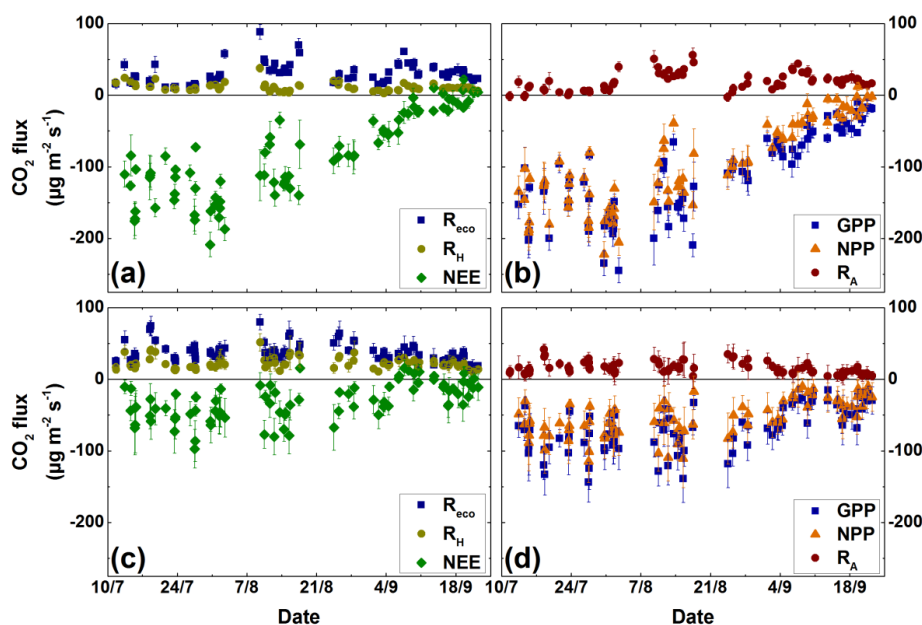 100
0
-100
-200
CO2 flux
(µg m-2 s-1)
(a)
Reco
RH
NEE
100
0
-100
-200
(b)
GPP
NPP
RA
100
0
-100
-200
CO2 flux
(µg m-2 s-1)
(c)
Reco
RH
NEE
10/7 24/7 7/8 21/8 4/9 18/9
Date
100
0
-100
-200
(d)
GPP
NPP
RA
10/7 24/7 7/8 21/8 4/9 18/9
Date